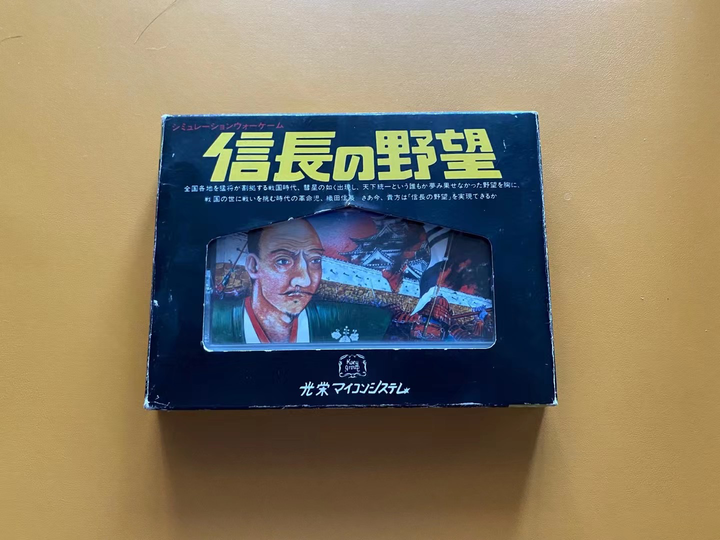 シミュレーションウォーゲーム
信長の野望
全国各地を猛将が割拠する戦国時代、彗星の如く出現し、天下統一という誰もが夢み果せなかった野望を胸に、
戦国の世に戦いを挑む時代の革命児、織田信長 さあ今、貴方は「信長の野望」を実現できるか
光栄マイコンシステム